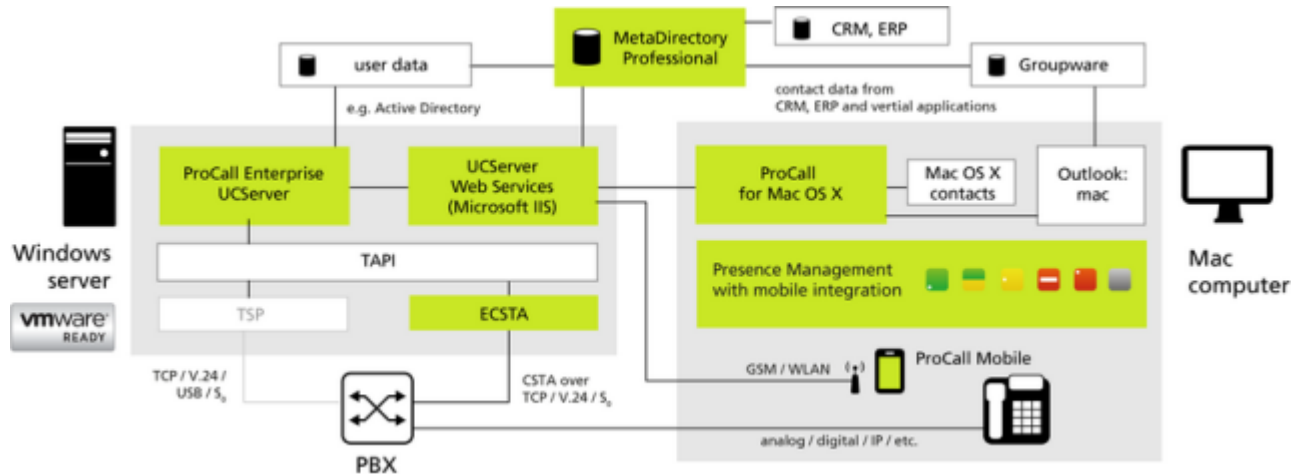 MetaDirectory
Professional
CRM, ERP
user data
Groupware
e.g. Active Directory
contact data from
CRM, ERP and vertial applications
ProCall Enterprise
UCServer
UCServer
Web Services
(Microsoft IIS)
ProCall
for Mac OS X
Mac OS X
contacts
Outlook:
mac
Windows
server
vmware
READY
TAPI
TSP
ECSTA
Presence Management
with mobile integration
Mac
computer
TCP / V.24 /
USB / S₀
CSTA over
TCP / V.24 / S₀
PBX
GSM / WLAN
ProCall Mobile
analog / digital / IP / etc.